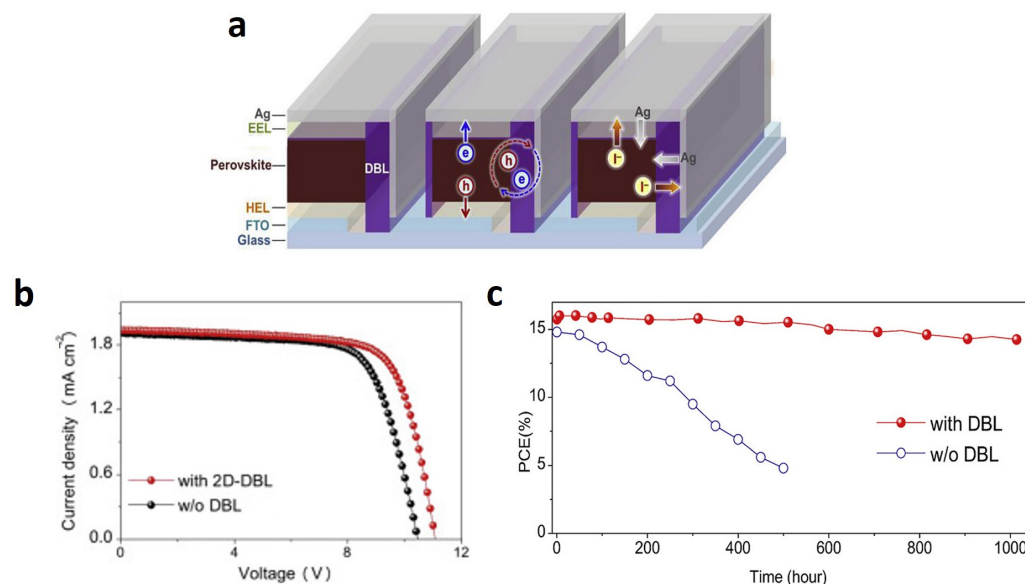 a
Ag
EEL
Perovskite
HEL
FTO
Glass
DBL
e
h
h
e
Ag
I⁻
Ag
I⁻
b
Current density ( mA cm⁻²)
1.8
1.2
0.6
0.0
with 2D-DBL
w/o DBL
0
4
8
12
Voltage ( V )
c
PCE(%)
15
10
5
0
with DBL
w/o DBL
0
200
400
600
800
1000
Time (hour)